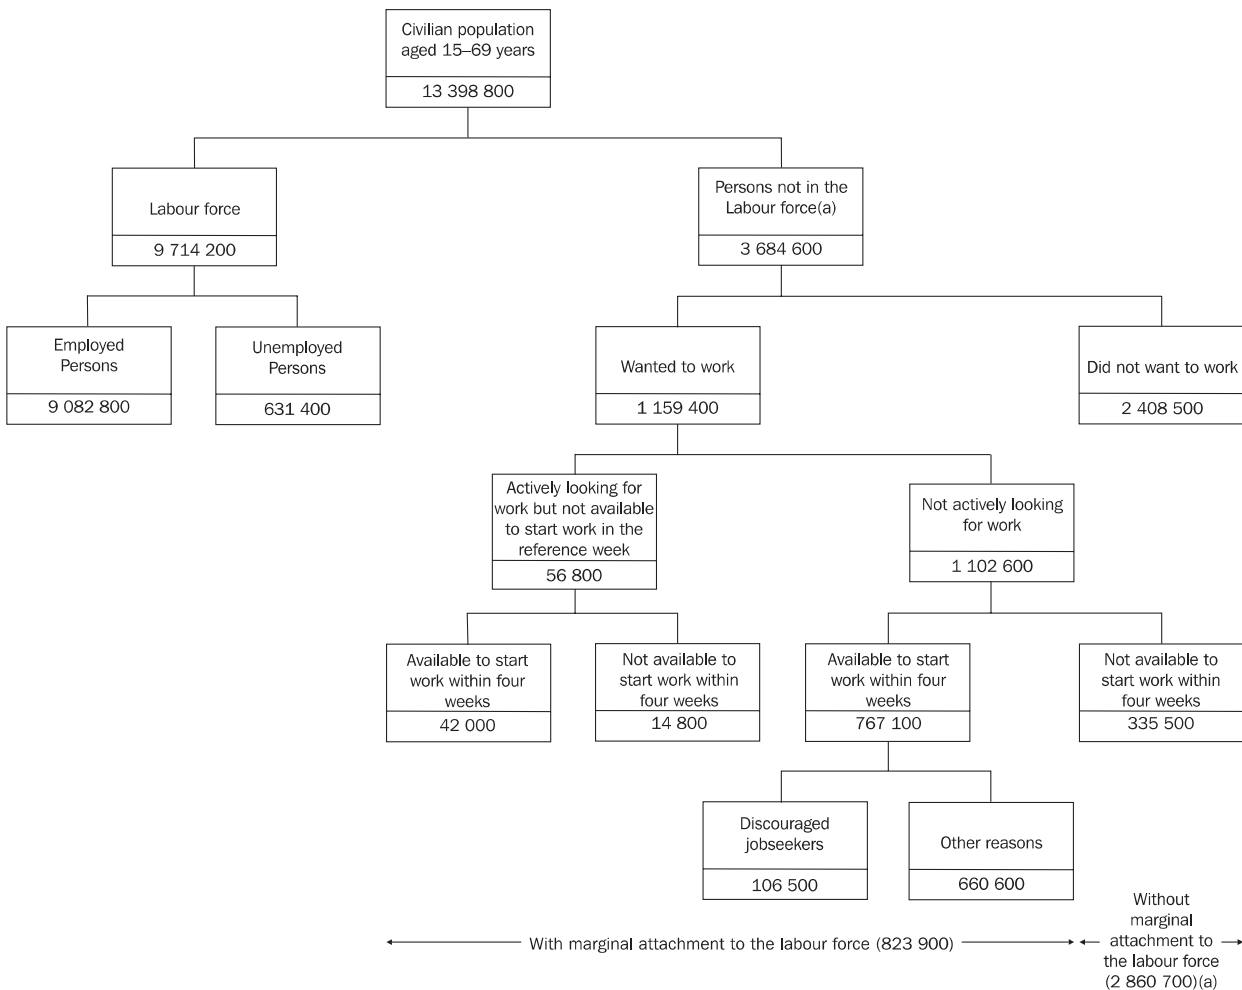 Civilian population
aged 15–69 years
13 398 800
Labour force
9 714 200
Persons not in the
Labour force(a)
3 684 600
Employed
Persons
9 082 800
Unemployed
Persons
631 400
Wanted to work
1 159 400
Did not want to work
2 408 500
Actively looking for
work but not available
to start work in the
reference week
56 800
Not actively looking
for work
1 102 600
Available to start
work within four
weeks
42 000
Not available to
start work within
four weeks
14 800
Available to start
work within four
weeks
767 100
Not available to
start work within
four weeks
335 500
Discouraged
jobseekers
106 500
Other reasons
660 600
With marginal attachment to the labour force (823 900)
Without
marginal
attachment to
the labour force
(2 860 700)(a)